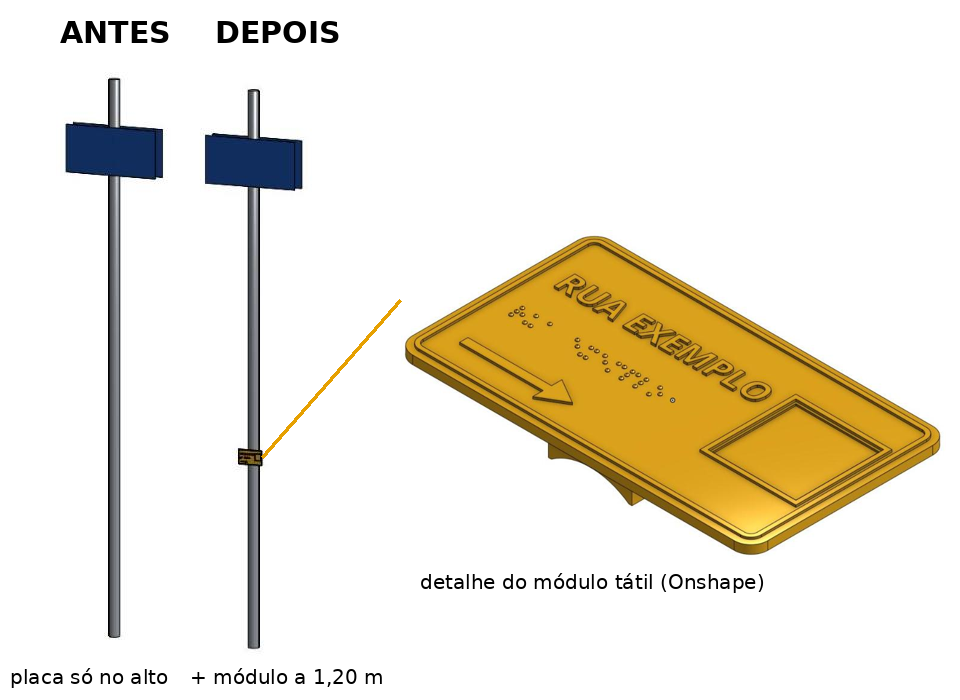 ANTES DEPOIS
RUA EXEMPLO
detalhe do módulo tátil (Onshape)
placa só no alto + módulo a 1,20 m